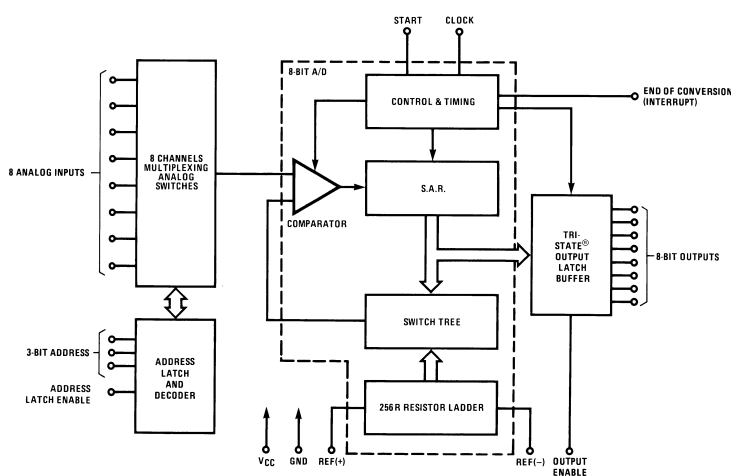 START
CLOCK
8-BIT A/D
CONTROL & TIMING
END OF CONVERSION
(INTERRUPT)
8 ANALOG INPUTS
8 CHANNELS
MULTIPLEXING
ANALOG
SWITCHES
S.A.R.
COMPARATOR
TRI-
STATE®
OUTPUT
LATCH
BUFFER
8-BIT OUTPUTS
SWITCH TREE
3-BIT ADDRESS
ADDRESS
LATCH
AND
DECODER
ADDRESS
LATCH ENABLE
256R RESISTOR LADDER
VCC
GND
REF(+)
REF(−)
OUTPUT
ENABLE